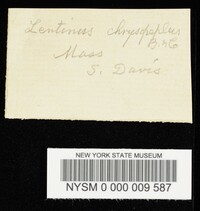 Lentinus chrysopeplus
B. & C
Mass
S. Davis
NEW YORK STATE MUSEUM
NYSM 0 000 009 587